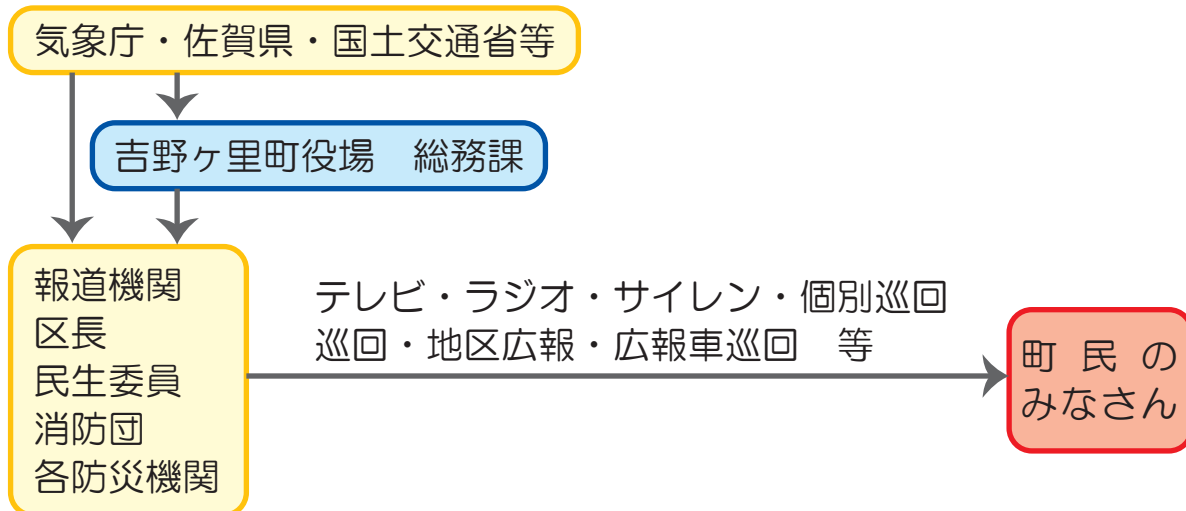 気象庁・佐賀県・国土交通省等
吉野ヶ里町役場　総務課
報道機関
区長
民生委員
消防団
各防災機関
テレビ・ラジオ・サイレン・個別巡回
巡回・地区広報・広報車巡回　等
町民の
みなさん